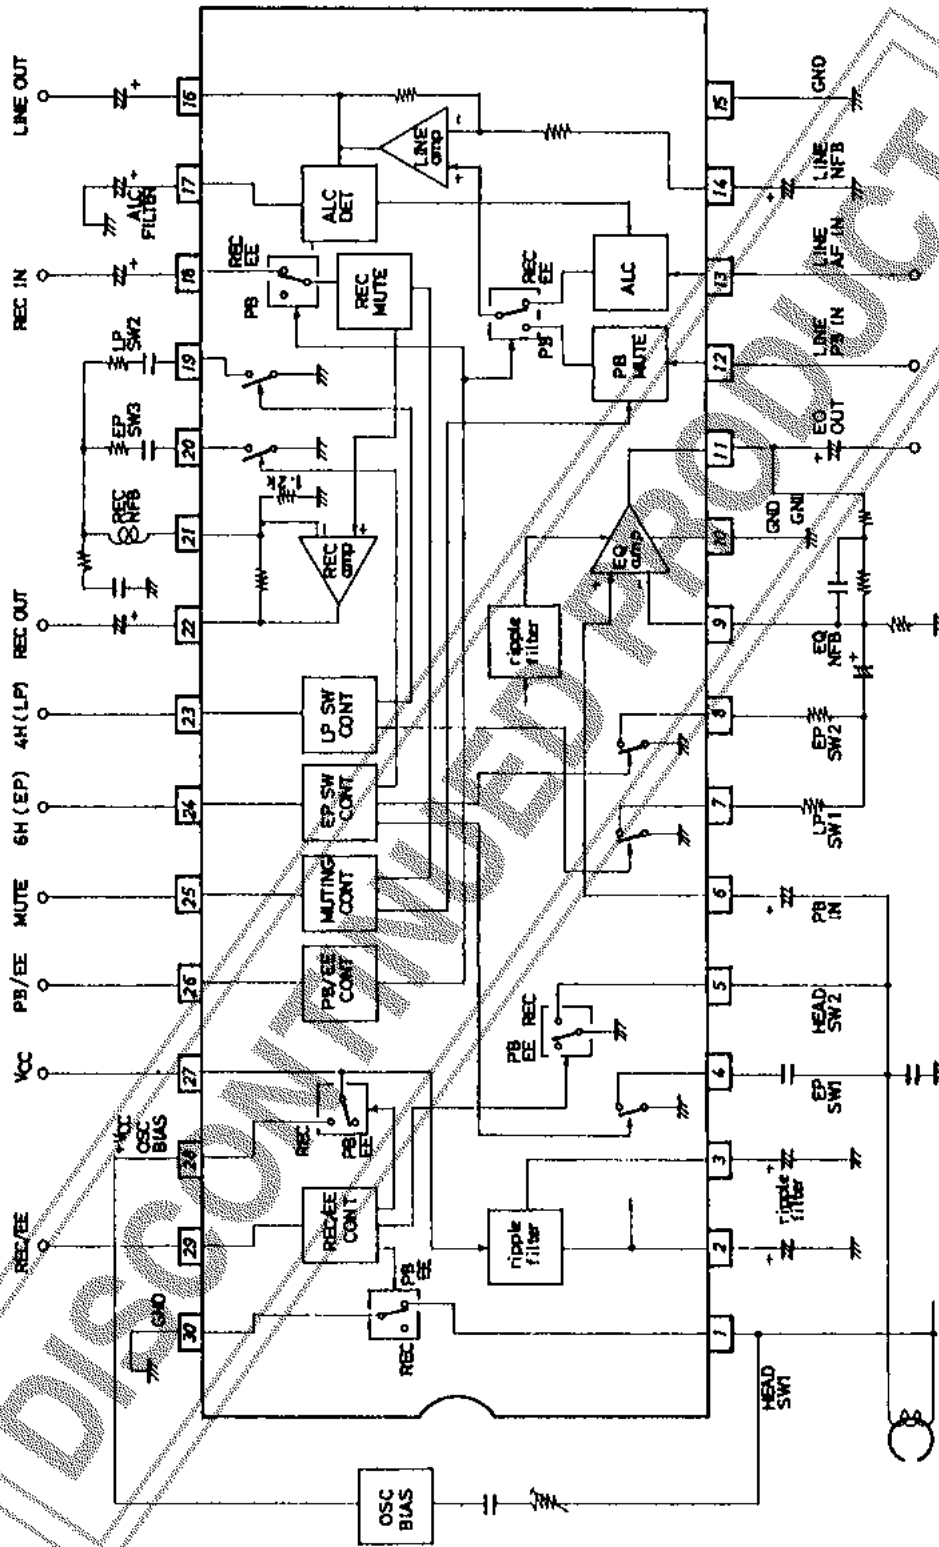 DISCONTINUED PRODUCT
REC/EE
+VCC
OSC
BIAS
VCC
PB/EE
MUTE
6H (EP)
4H (LP)
REC OUT
REC
NFB
EP
SW3
LP
SW2
REC IN
ALC
FILTER
LINE OUT
GND
30
29
28
27
26
25
24
23
22
21
20
19
18
17
16
REC/EE
CONT
PB/EE
CONT
MUTING
CONT
EP SW
CONT
LP SW
CONT
REC
amp
1.2k
REC
MUTE
PB
REC
EE
ALC
DET
LINE
amp
+
-
REC
PB
EE
REC
PB
EE
ripple
filter
PB
EE
REC
ripple
filter
EQ
amp
PB
MUTE
ALC
PB
REC
EE
1
2
3
4
5
6
7
8
9
10
11
12
13
14
15
OSC
BIAS
HEAD
SW1
ripple
filter
EP
SW1
HEAD
SW2
PB
IN
LP
SW1
EP
SW2
EQ
NFB
GND
GND
EQ
OUT
LINE
PB IN
LINE
AF IN
LINE
NFB
GND